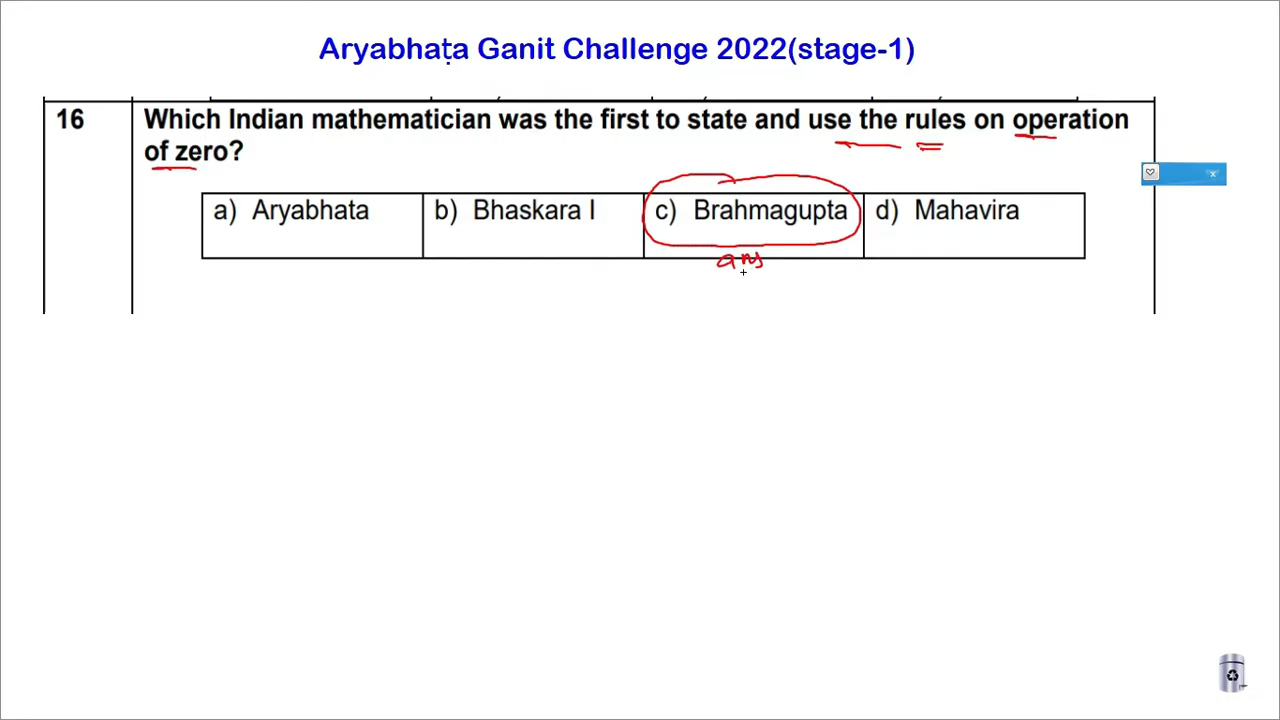 Aryabhaṭa Ganit Challenge 2022(stage-1)
16 Which Indian mathematician was the first to state and use the rules on operation
of zero?
a) Aryabhata b) Bhaskara I c) Brahmagupta d) Mahavira
ans
x